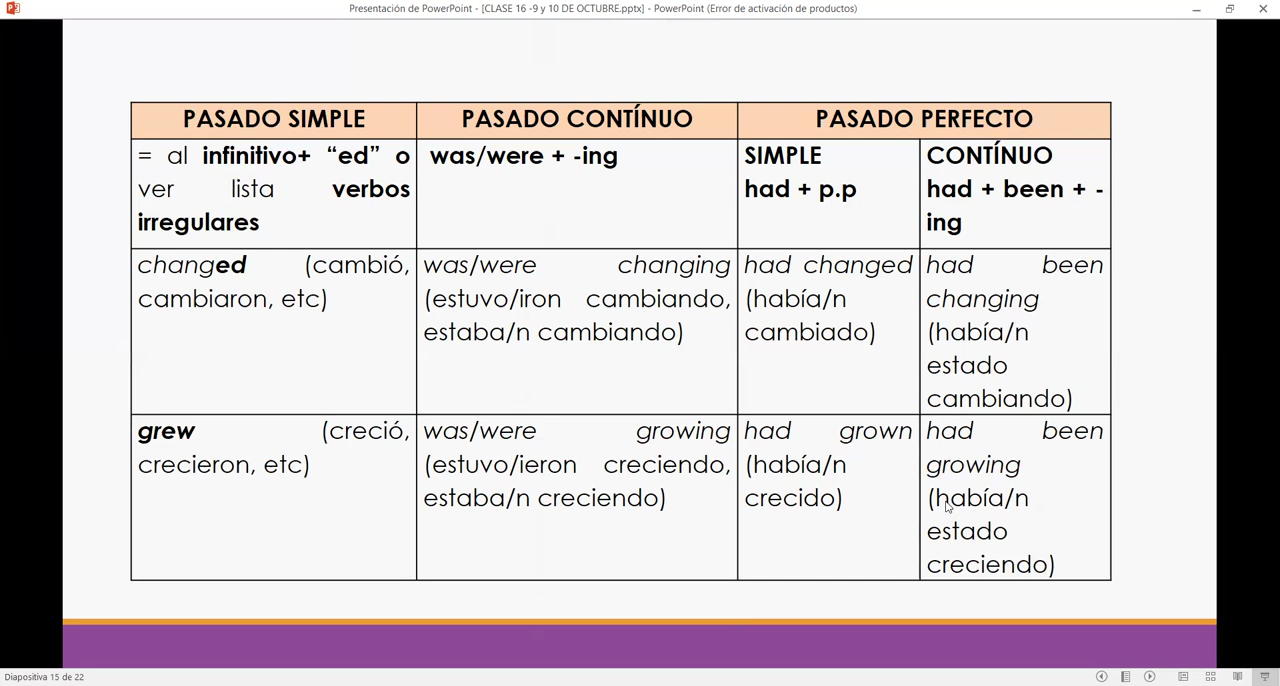 Presentación de PowerPoint - [CLASE 16 -9 y 10 DE OCTUBRE.pptx] - PowerPoint (Error de activación de productos)
PASADO SIMPLE
PASADO CONTÍNUO
PASADO PERFECTO
= al infinitivo+ “ed” o
ver lista verbos
irregulares
was/were + -ing
SIMPLE
had + p.p
CONTÍNUO
had + been + -
ing
changed (cambió,
cambiaron, etc)
was/were changing
(estuvo/iron cambiando,
estaba/n cambiando)
had changed
(había/n
cambiado)
had been
changing
(había/n
estado
cambiando)
grew (creció,
crecieron, etc)
was/were growing
(estuvo/ieron creciendo,
estaba/n creciendo)
had grown
(había/n
crecido)
had been
growing
(había/n
estado
creciendo)
Diapositiva 15 de 22